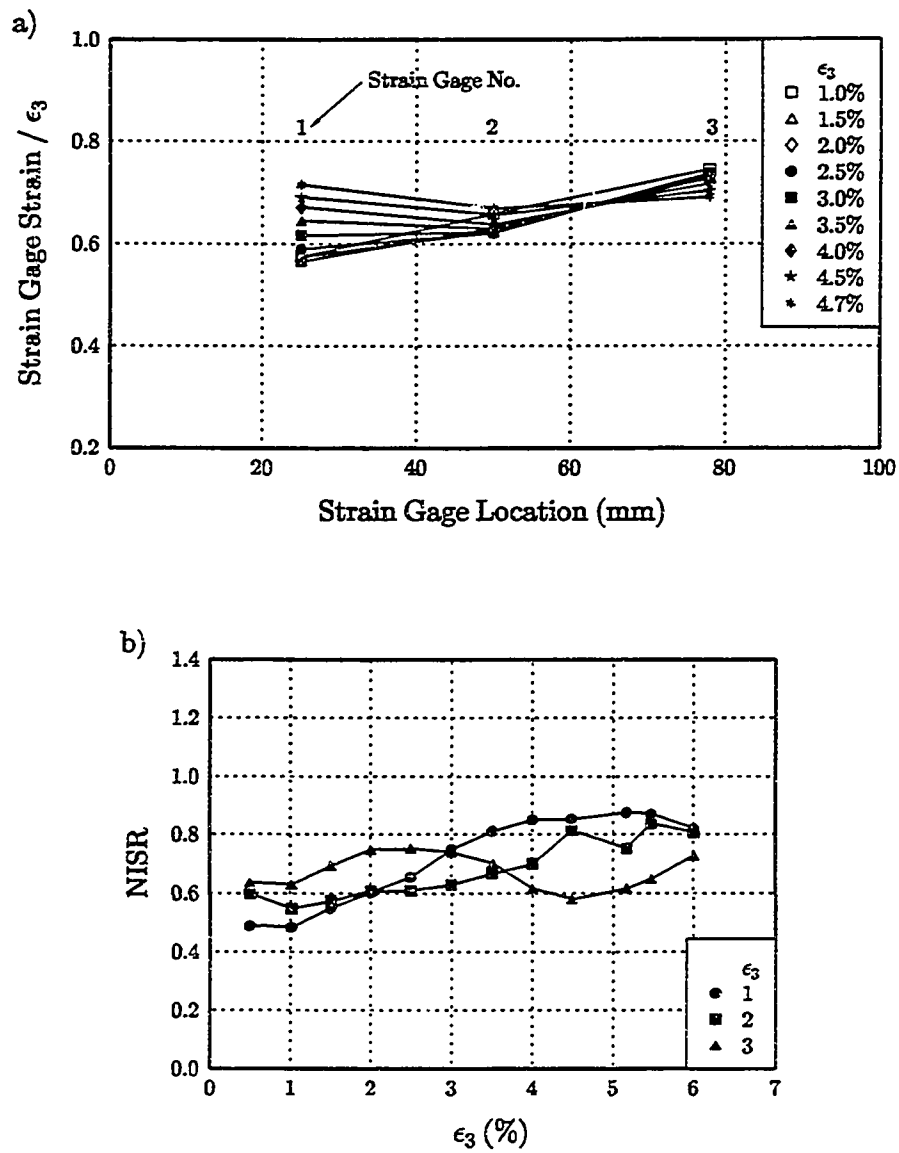 a)
Strain Gage Strain / ϵ3
1.0
0.8
0.6
0.4
0.2
Strain Gage No.
1
2
3
ϵ3
1.0%
1.5%
2.0%
2.5%
3.0%
3.5%
4.0%
4.5%
4.7%
0 20 40 60 80 100
Strain Gage Location (mm)
b)
NISR
1.4
1.2
1.0
0.8
0.6
0.4
0.2
0.0
ϵ3
1
2
3
0 1 2 3 4 5 6 7
ϵ3 (%)